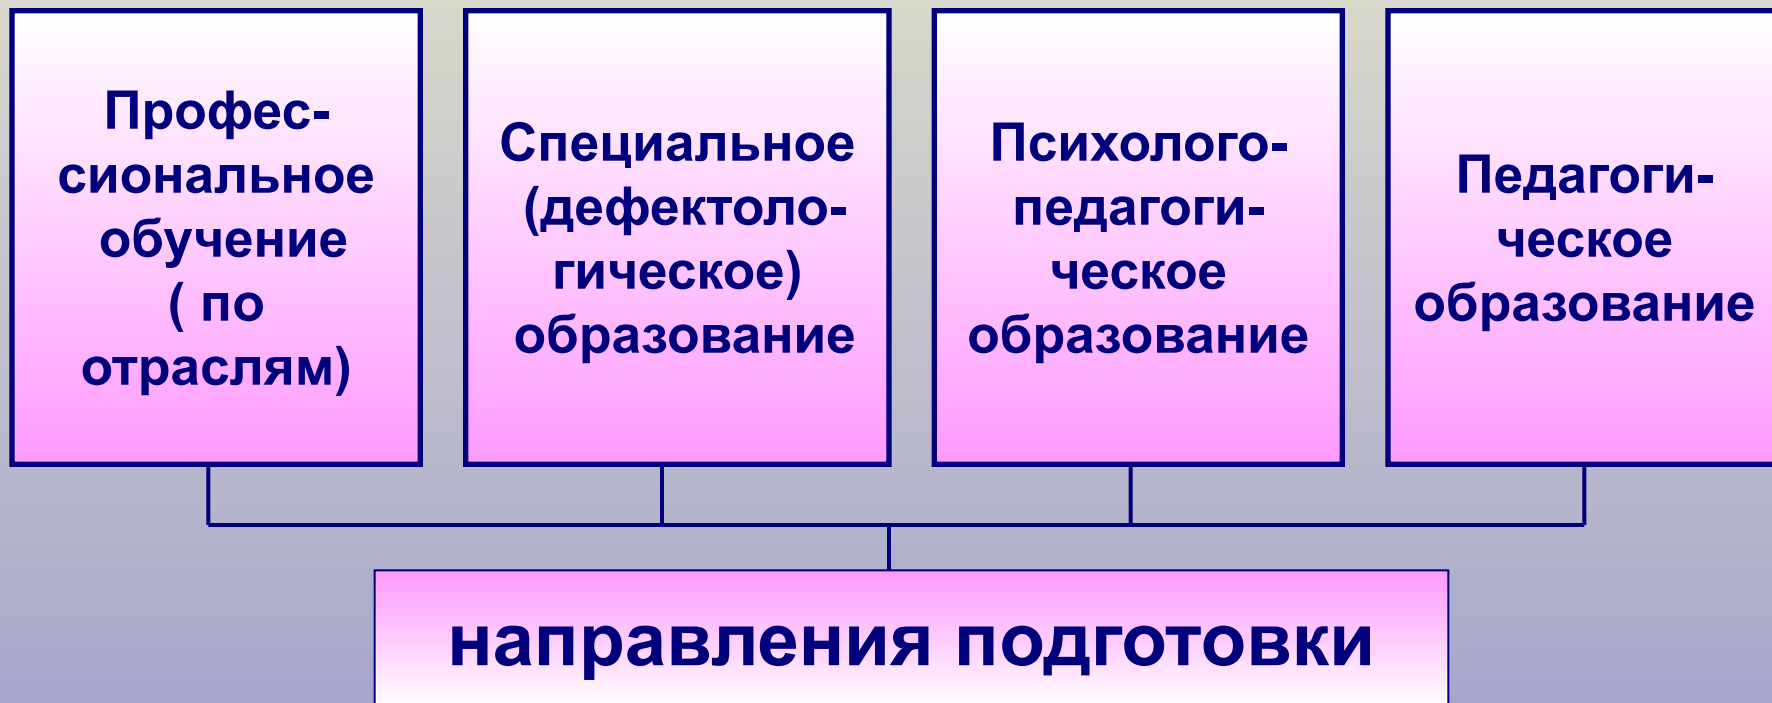 Профес-
сиональное
обучение
( по
отраслям)
Специальное
(дефектоло-
гическое)
образование
Психолого-
педагоги-
ческое
образование
Педагоги-
ческое
образование
направления подготовки